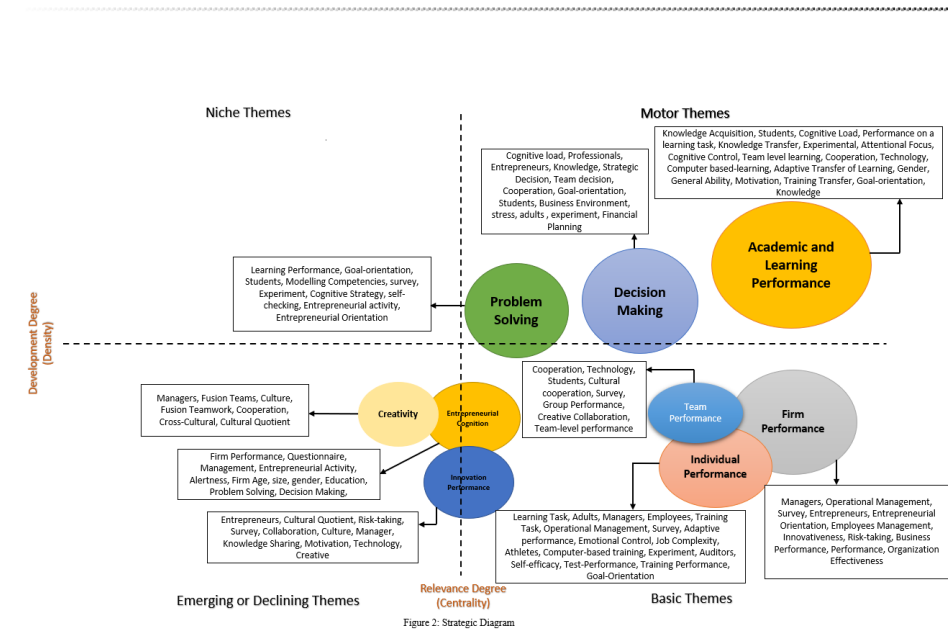 Niche Themes
Motor Themes
Knowledge Acquisition, Students, Cognitive Load, Performance on a
learning task, Knowledge Transfer, Experimental, Attentional Focus,
Cognitive Control, Team level learning, Cooperation, Technology,
Computer based-learning, Adaptive Transfer of Learning, Gender,
General Ability, Motivation, Training Transfer, Goal-orientation,
Knowledge
Cognitive load, Professionals,
Entrepreneurs, Knowledge, Strategic
Decision, Team decision,
Cooperation, Goal-orientation,
Students, Business Environment,
stress, adults , experiment, Financial
Planning
Academic and
Learning
Performance
Learning Performance, Goal-orientation,
Students, Modelling Competencies, survey,
Experiment, Cognitive Strategy, self-
checking, Entrepreneurial activity,
Entrepreneurial Orientation
Problem
Solving
Decision
Making
Development Degree
(Density)
Managers, Fusion Teams, Culture,
Fusion Teamwork, Cooperation,
Cross-Cultural, Cultural Quotient
Creativity
Entrepreneurial
Cognition
Cooperation, Technology,
Students, Cultural
cooperation, Survey,
Group Performance,
Creative Collaboration,
Team-level performance
Team
Performance
Firm
Performance
Individual
Performance
Firm Performance, Questionnaire,
Management, Entrepreneurial Activity,
Alertness, Firm Age, size, gender, Education,
Problem Solving, Decision Making,
Innovation
Performance
Entrepreneurs, Cultural Quotient, Risk-taking,
Survey, Collaboration, Culture, Manager,
Knowledge Sharing, Motivation, Technology,
Creative
Learning Task, Adults, Managers, Employees, Training
Task, Operational Management, Survey, Adaptive
performance, Emotional Control, Job Complexity,
Athletes, Computer-based training, Experiment, Auditors,
Self-efficacy, Test-Performance, Training Performance,
Goal-Orientation
Managers, Operational Management,
Survey, Entrepreneurs, Entrepreneurial
Orientation, Employees Management,
Innovativeness, Risk-taking, Business
Performance, Performance, Organization
Effectiveness
Emerging or Declining Themes
Relevance Degree
(Centrality)
Basic Themes
Figure 2: Strategic Diagram